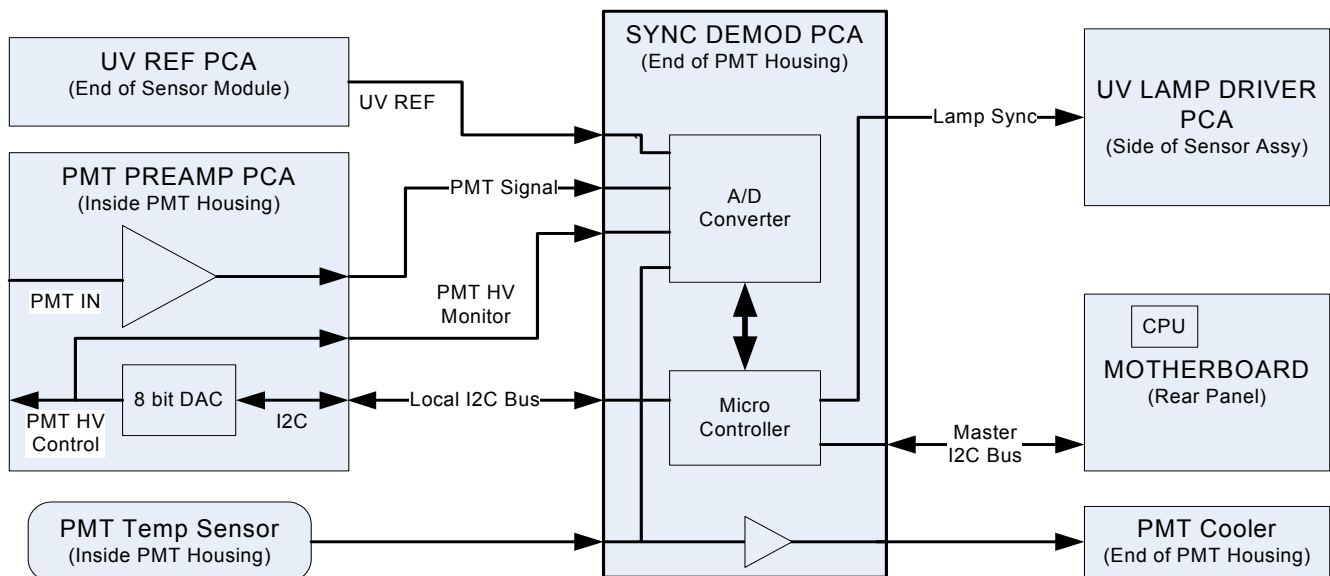 UV REF PCA
(End of Sensor Module)
UV REF
PMT PREAMP PCA
(Inside PMT Housing)
PMT IN
PMT Signal
PMT HV
Monitor
8 bit DAC
I2C
PMT HV
Control
Local I2C Bus
PMT Temp Sensor
(Inside PMT Housing)
SYNC DEMOD PCA
(End of PMT Housing)
A/D
Converter
Micro
Controller
Lamp Sync
UV LAMP DRIVER
PCA
(Side of Sensor Assy)
CPU
MOTHERBOARD
(Rear Panel)
Master
I2C Bus
PMT Cooler
(End of PMT Housing)